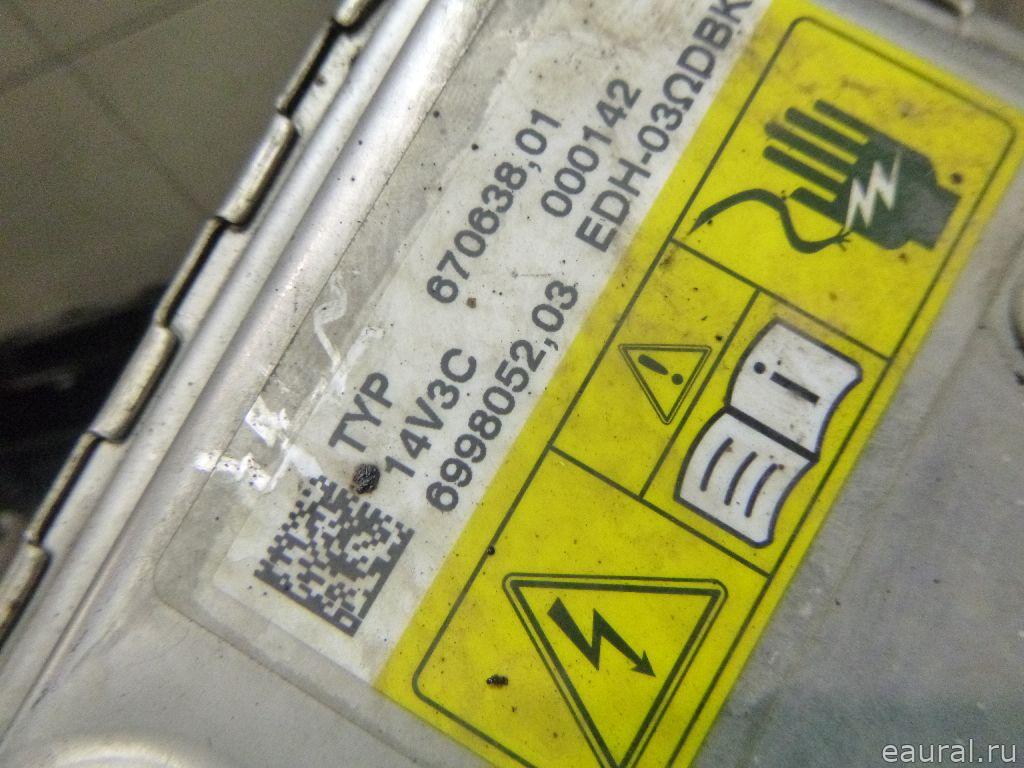 TYP 670638,01
14V3C 000142
6998052,03 EDH-03ΩDBK
eaural.ru